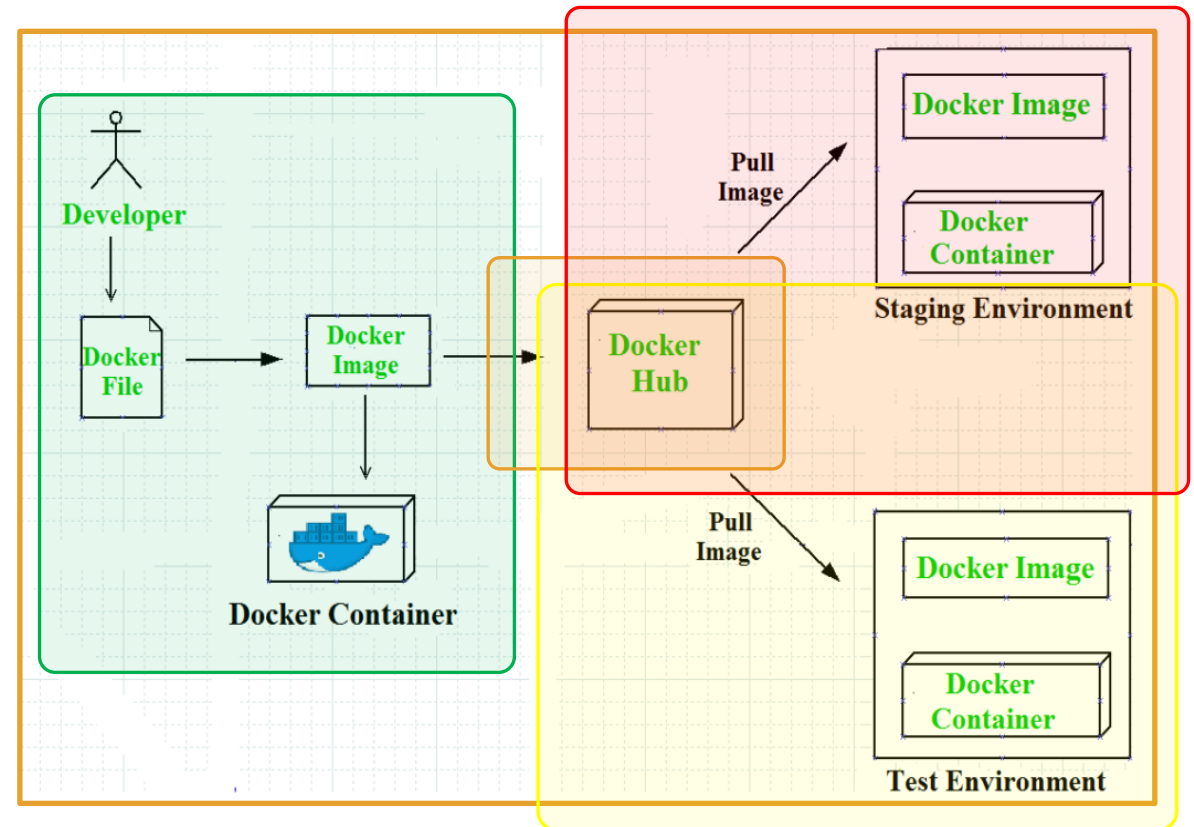 Developer
Docker
File
Docker
Image
Docker Container
Docker
Hub
Pull
Image
Docker Image
Docker
Container
Staging Environment
Pull
Image
Docker Image
Docker
Container
Test Environment